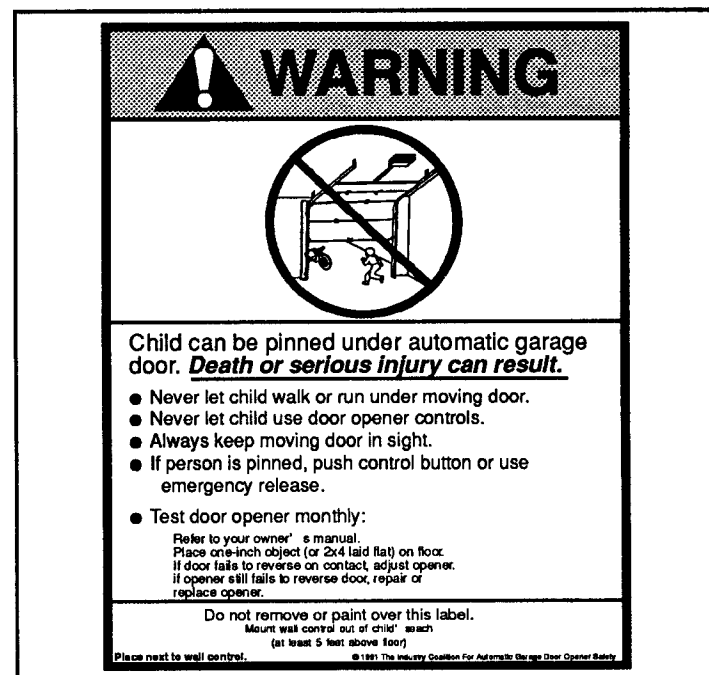 WARNING
Child can be pinned under automatic garage
door. Death or serious injury can result.
● Never let child walk or run under moving door.
● Never let child use door opener controls.
● Always keep moving door in sight.
● If person is pinned, push control button or use
emergency release.
● Test door opener monthly:
Refer to your owner' s manual.
Place one-inch object (or 2x4 laid flat) on floor.
If door fails to reverse on contact, adjust opener.
if opener still fails to reverse door, repair or
replace opener.
Do not remove or paint over this label.
Mount wall control out of child'
(at least 5 feet above floor)
Place next to wall control.
© 1991 The Industry Coalition For Automatic Garage Door Opener Safety